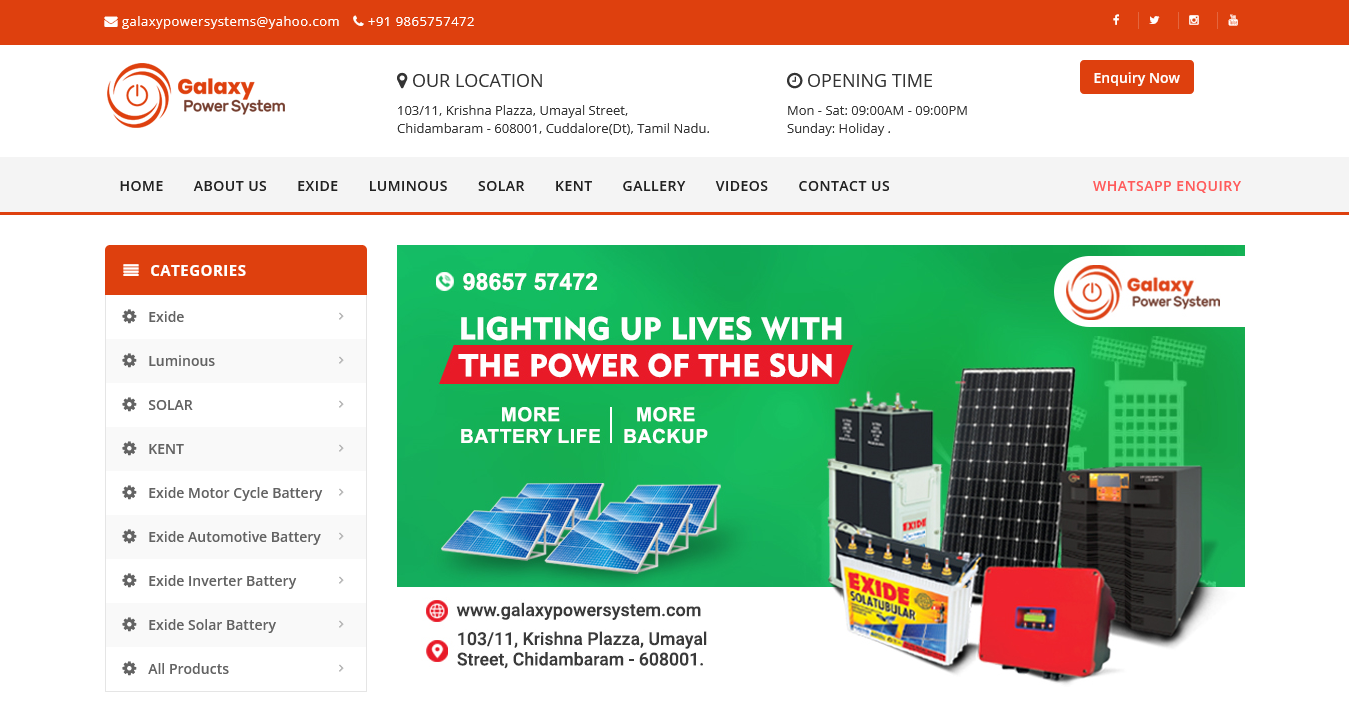 galaxypowersystems@yahoo.com +91 9865757472
Galaxy
Power System
OUR LOCATION
103/11, Krishna Plazza, Umayal Street,
Chidambaram - 608001, Cuddalore(Dt), Tamil Nadu.
OPENING TIME
Mon - Sat: 09:00AM - 09:00PM
Sunday: Holiday .
Enquiry Now
HOME ABOUT US EXIDE LUMINOUS SOLAR KENT GALLERY VIDEOS CONTACT US WHATSAPP ENQUIRY
CATEGORIES
Exide
Luminous
SOLAR
KENT
Exide Motor Cycle Battery
Exide Automotive Battery
Exide Inverter Battery
Exide Solar Battery
All Products
98657 57472
Galaxy
Power System
LIGHTING UP LIVES WITH
THE POWER OF THE SUN
MORE
BATTERY LIFE
MORE
BACKUP
EXIDE
EXIDE
SOLATUBULAR
www.galaxypowersystem.com
103/11, Krishna Plazza, Umayal
Street, Chidambaram - 608001.